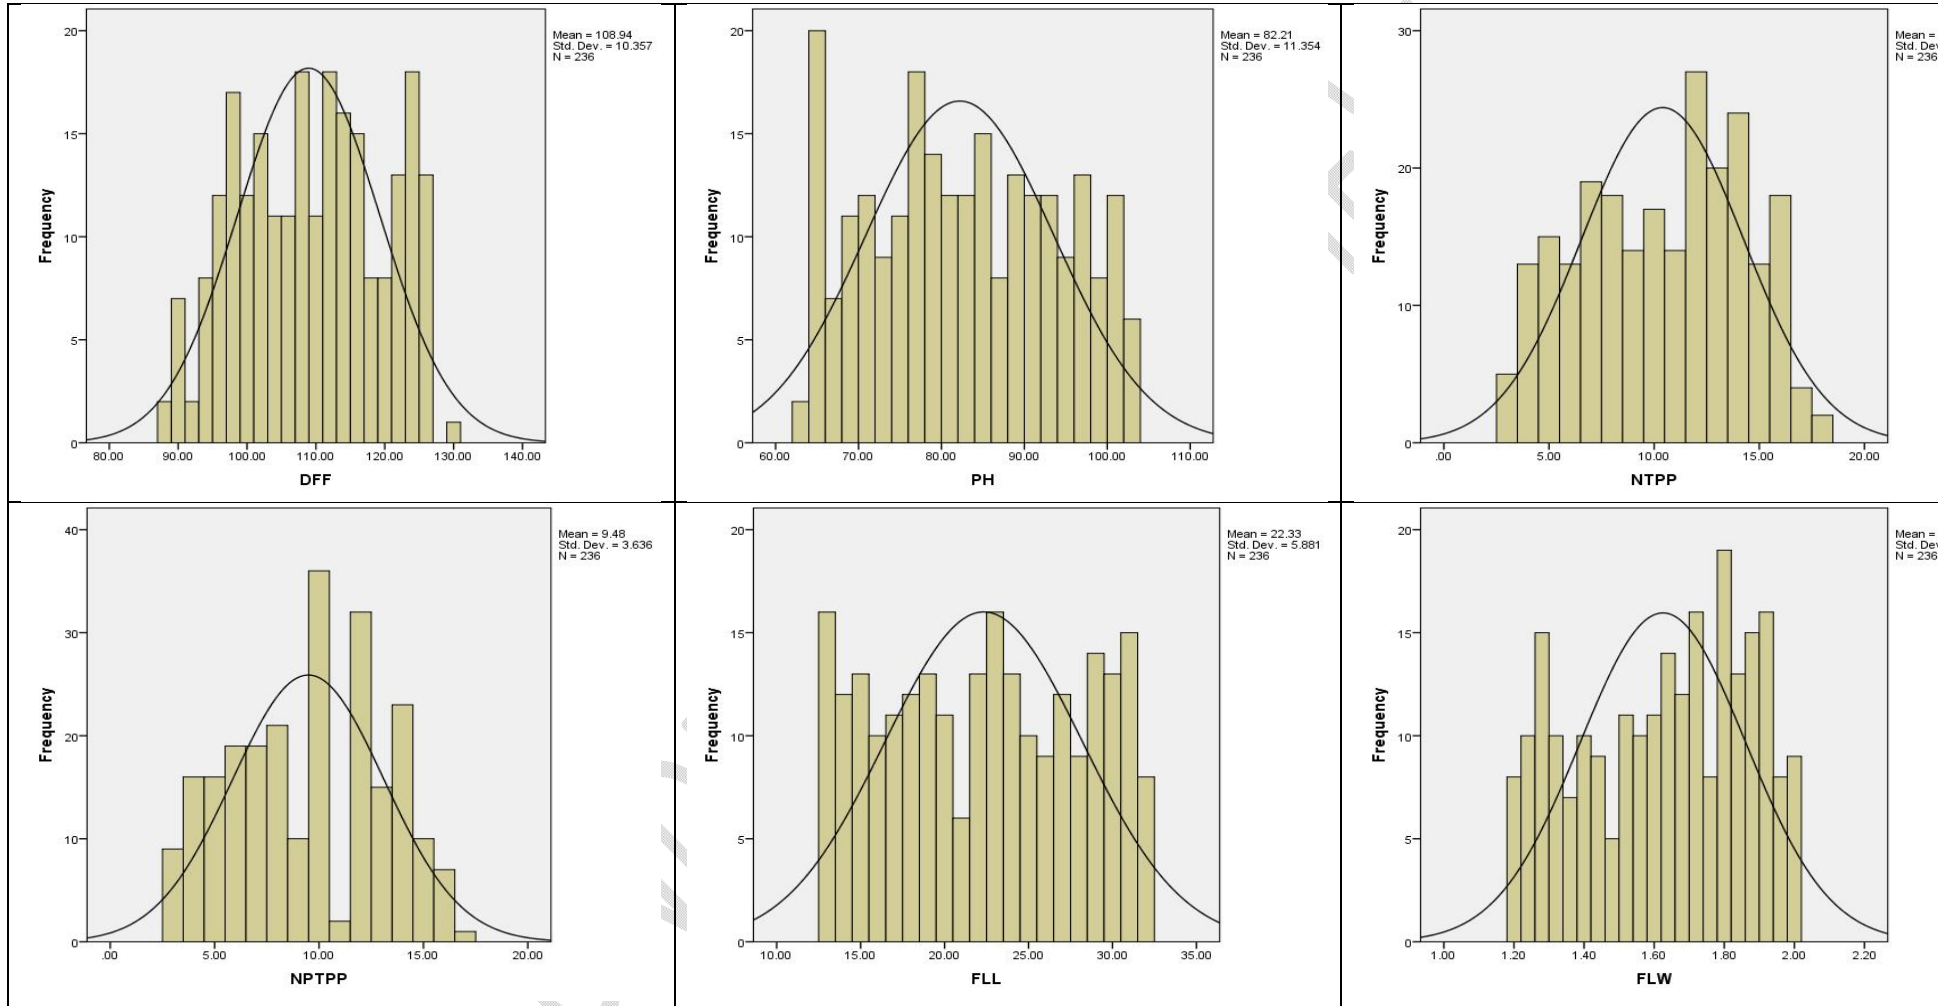 20
15
10
5
0
Frequency
80.00 90.00 100.00 110.00 120.00 130.00 140.00
DFF
Mean = 108.94
Std. Dev. = 10.357
N = 236
20
15
10
5
0
Frequency
60.00 70.00 80.00 90.00 100.00 110.00
PH
Mean = 82.21
Std. Dev. = 11.354
N = 236
30
20
10
0
Frequency
.00 5.00 10.00 15.00 20.00
NTPP
Mean =
Std. Dev
N = 236
40
30
20
10
0
Frequency
.00 5.00 10.00 15.00 20.00
NPTPP
Mean = 9.48
Std. Dev. = 3.636
N = 236
20
15
10
5
0
Frequency
10.00 15.00 20.00 25.00 30.00 35.00
FLL
Mean = 22.33
Std. Dev. = 5.881
N = 236
20
15
10
5
0
Frequency
1.00 1.20 1.40 1.60 1.80 2.00 2.20
FLW
Mean =
Std. Dev
N = 236